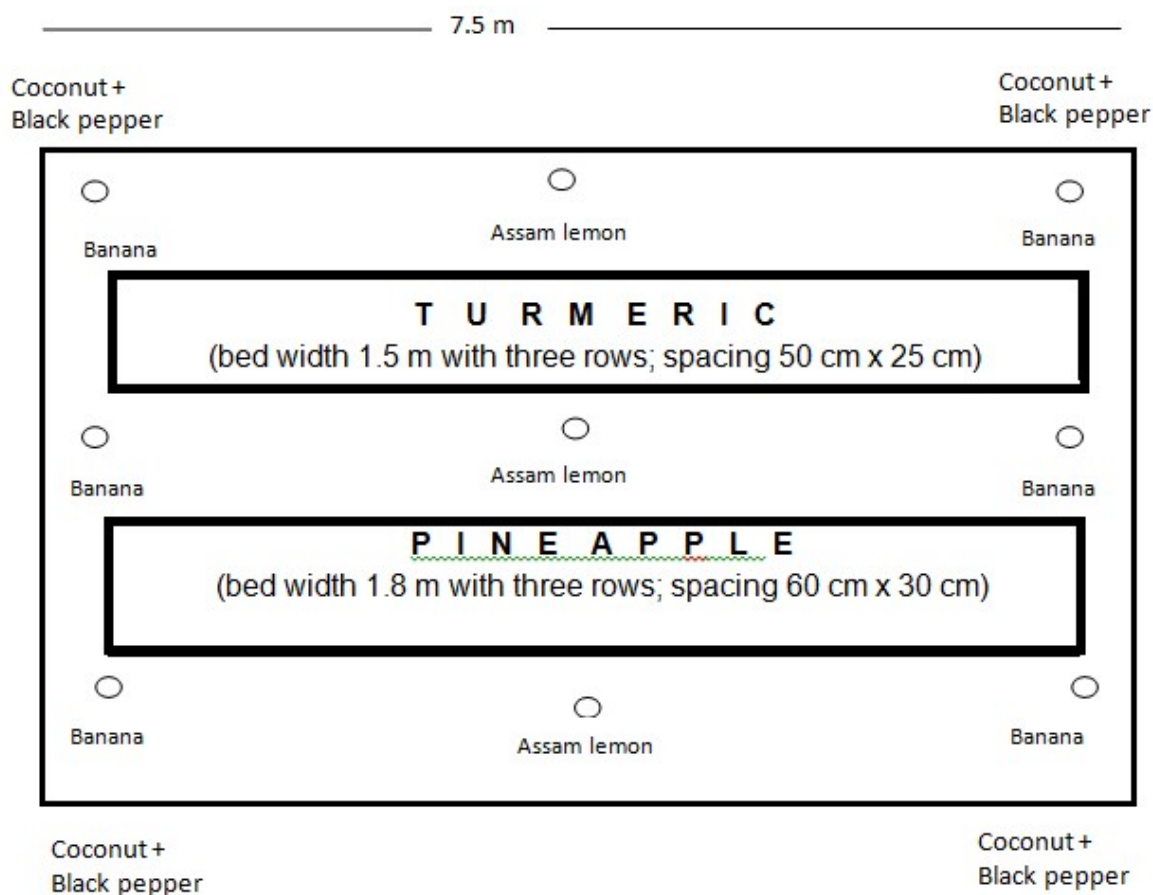 7.5 m
Coconut +
Black pepper
Coconut +
Black pepper
Assam lemon
Banana
Banana
T U R M E R I C
(bed width 1.5 m with three rows; spacing 50 cm x 25 cm)
Assam lemon
Banana
Banana
P I N E A P P L E
(bed width 1.8 m with three rows; spacing 60 cm x 30 cm)
Banana
Assam lemon
Banana
Coconut +
Black pepper
Coconut +
Black pepper